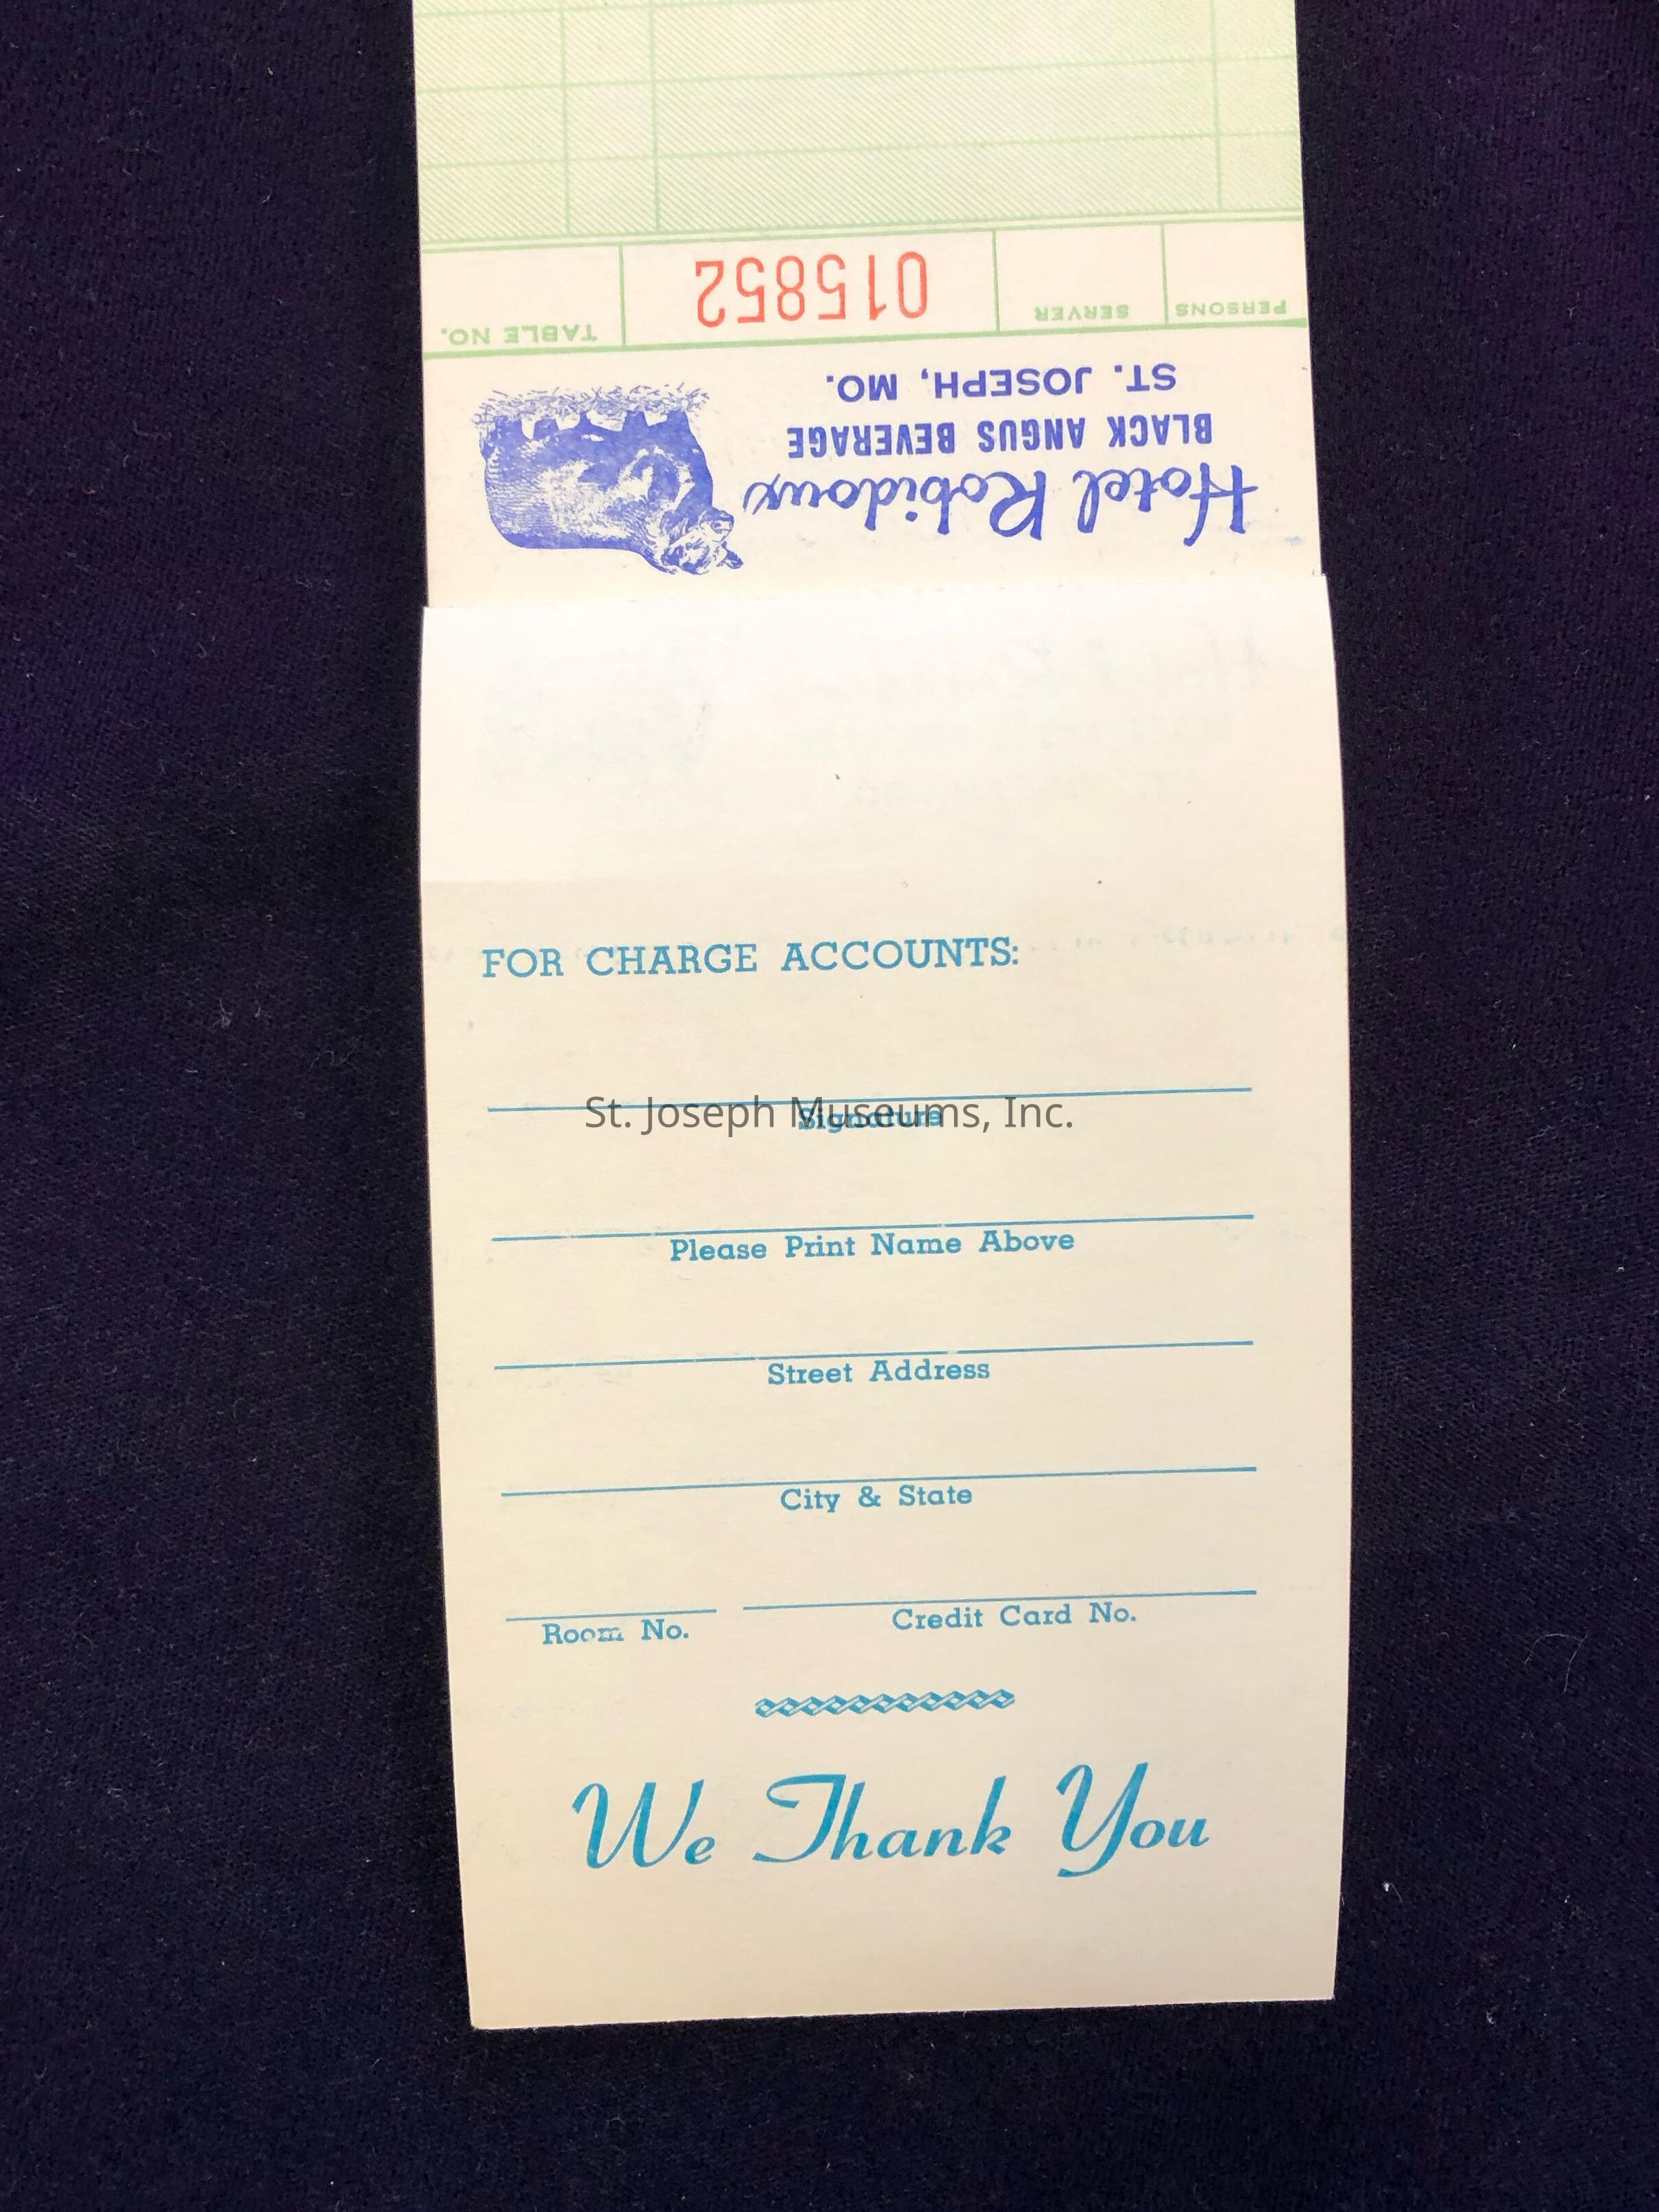 Hotel Robidoux
BLACK ANGUS BEVERAGE
ST. JOSEPH, MO.
PERSONS SERVER 015852 TABLE NO.
FOR CHARGE ACCOUNTS:
Signature
St. Joseph Museums, Inc.
Please Print Name Above
Street Address
City & State
Room No. Credit Card No.
We Thank You